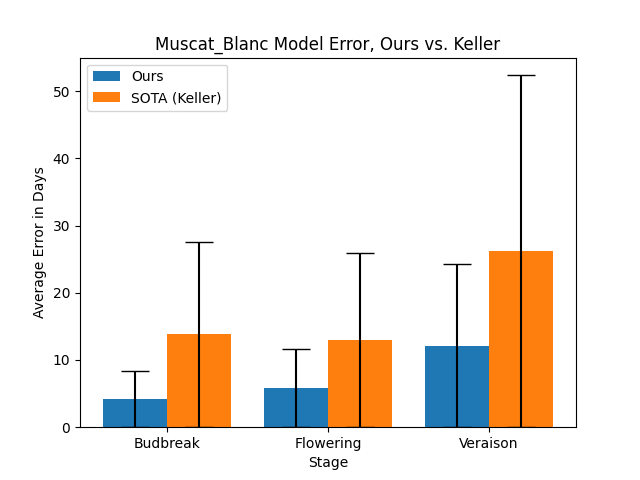 Muscat_Blanc Model Error, Ours vs. Keller
Ours
SOTA (Keller)
Average Error in Days
50
40
30
20
10
0
Budbreak
Flowering
Veraison
Stage